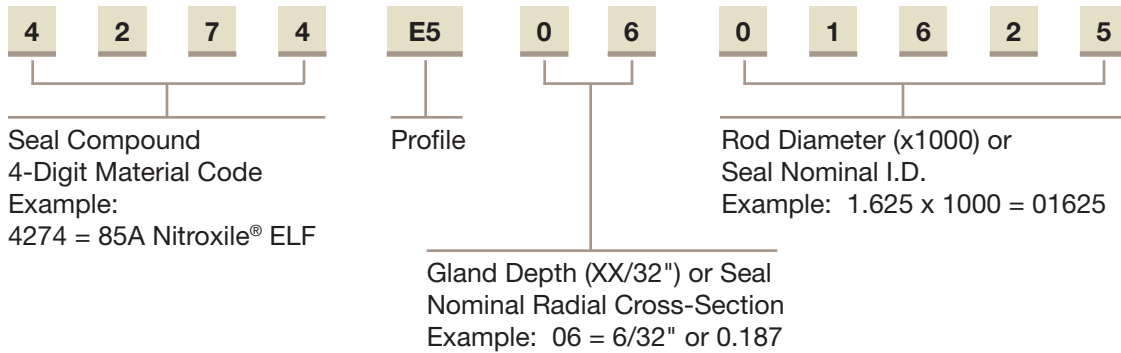 4 2 7 4 E5 0 6 0 1 6 2 5
Seal Compound
4-Digit Material Code
Example:
4274 = 85A Nitroxile® ELF
Profile
Gland Depth (XX/32") or Seal
Nominal Radial Cross-Section
Example: 06 = 6/32" or 0.187
Rod Diameter (x1000) or
Seal Nominal I.D.
Example: 1.625 x 1000 = 01625